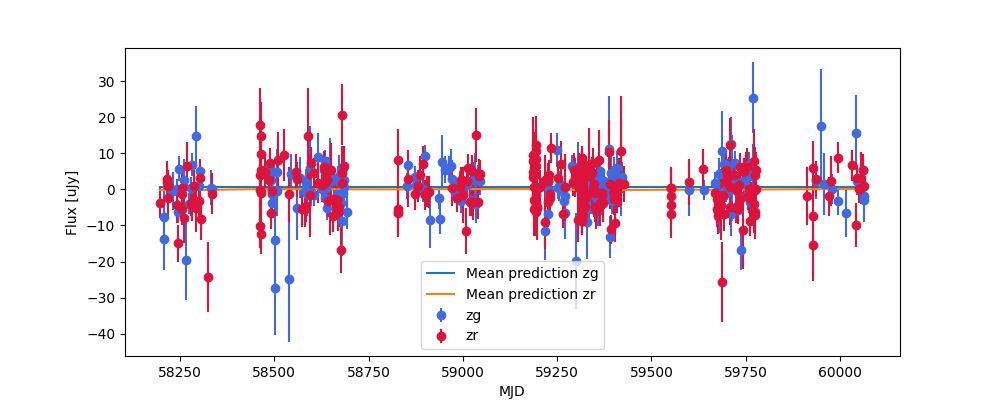 30
20
10
0
−10
−20
−30
−40
Flux [uJy]
Mean prediction zg
Mean prediction zr
zg
zr
58250 58500 58750 59000 59250 59500 59750 60000
MJD